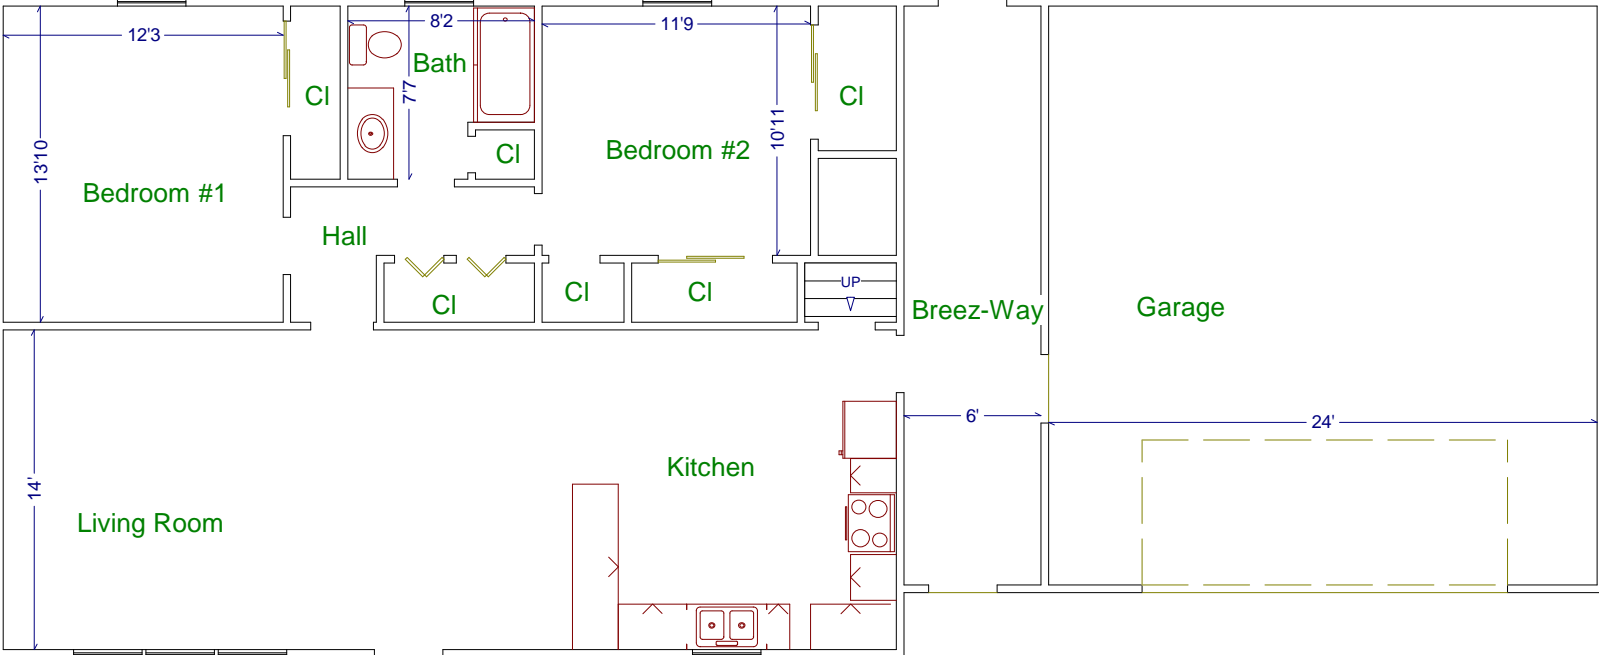 12'3
8'2
11'9
Bath
7'7
Cl
Cl
10'11
13'10
Cl
Bedroom #2
Bedroom #1
Hall
UP
Cl
Cl
Cl
Breez-Way
Garage
6'
24'
Kitchen
14'
Living Room